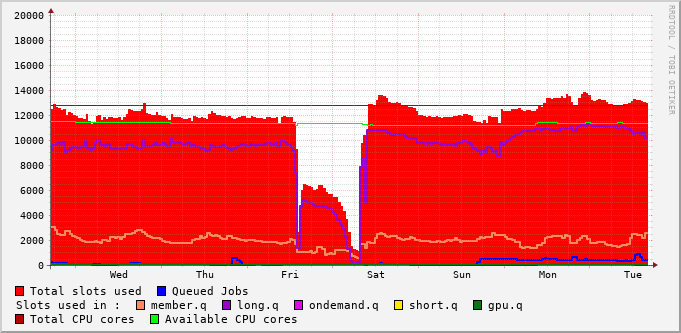 RRDTOOL / TOBI OETIKER
20000
18000
16000
14000
12000
10000
8000
6000
4000
2000
0
Wed Thu Fri Sat Sun Mon Tue
Total slots used Queued Jobs
Slots used in : member.q long.q ondemand.q short.q gpu.q
Total CPU cores Available CPU cores